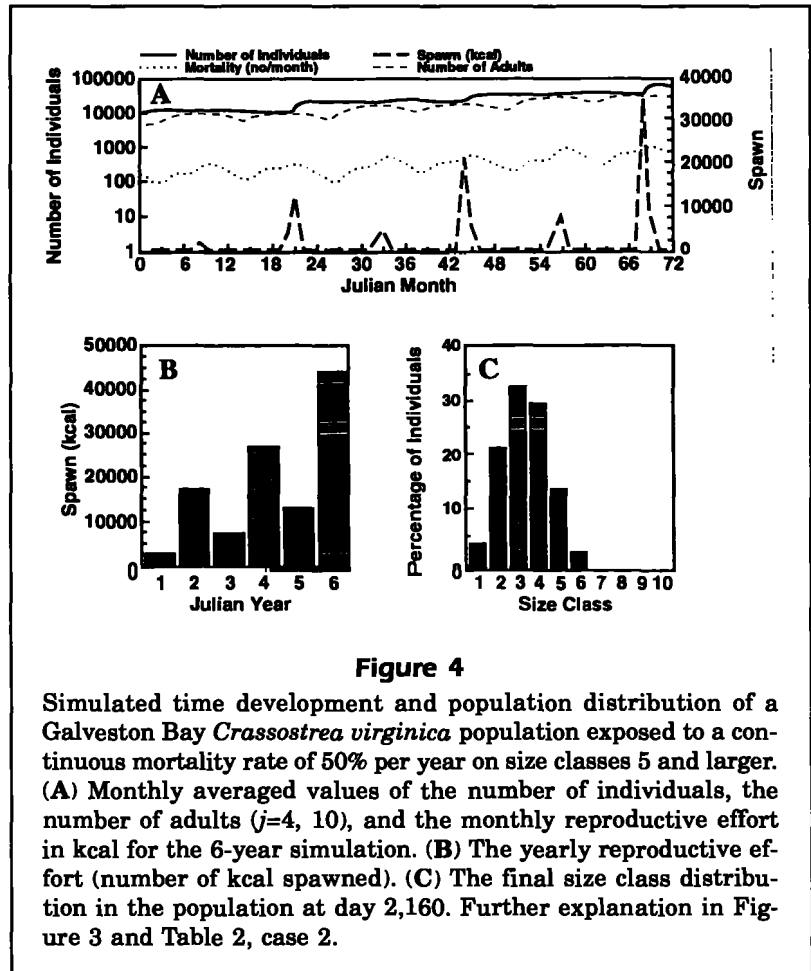 Number of Individuals
Spawn (kcal)
Mortality (no/month)
Number of Adults
A
Number of Individuals
100000
10000
1000
100
10
1
40000
30000
20000
10000
0
Spawn
0 6 12 18 24 30 36 42 48 54 60 66 72
Julian Month
B
Spawn (kcal)
50000
40000
30000
20000
10000
0
1 2 3 4 5 6
Julian Year
C
Percentage of Individuals
40
30
20
10
0
1 2 3 4 5 6 7 8 9 10
Size Class
Figure 4
Simulated time development and population distribution of a
Galveston Bay Crassostrea virginica population exposed to a con-
tinuous mortality rate of 50% per year on size classes 5 and larger.
(A) Monthly averaged values of the number of individuals, the
number of adults (j=4, 10), and the monthly reproductive effort
in kcal for the 6-year simulation. (B) The yearly reproductive ef-
fort (number of kcal spawned). (C) The final size class distribu-
tion in the population at day 2,160. Further explanation in Fig-
ure 3 and Table 2, case 2.